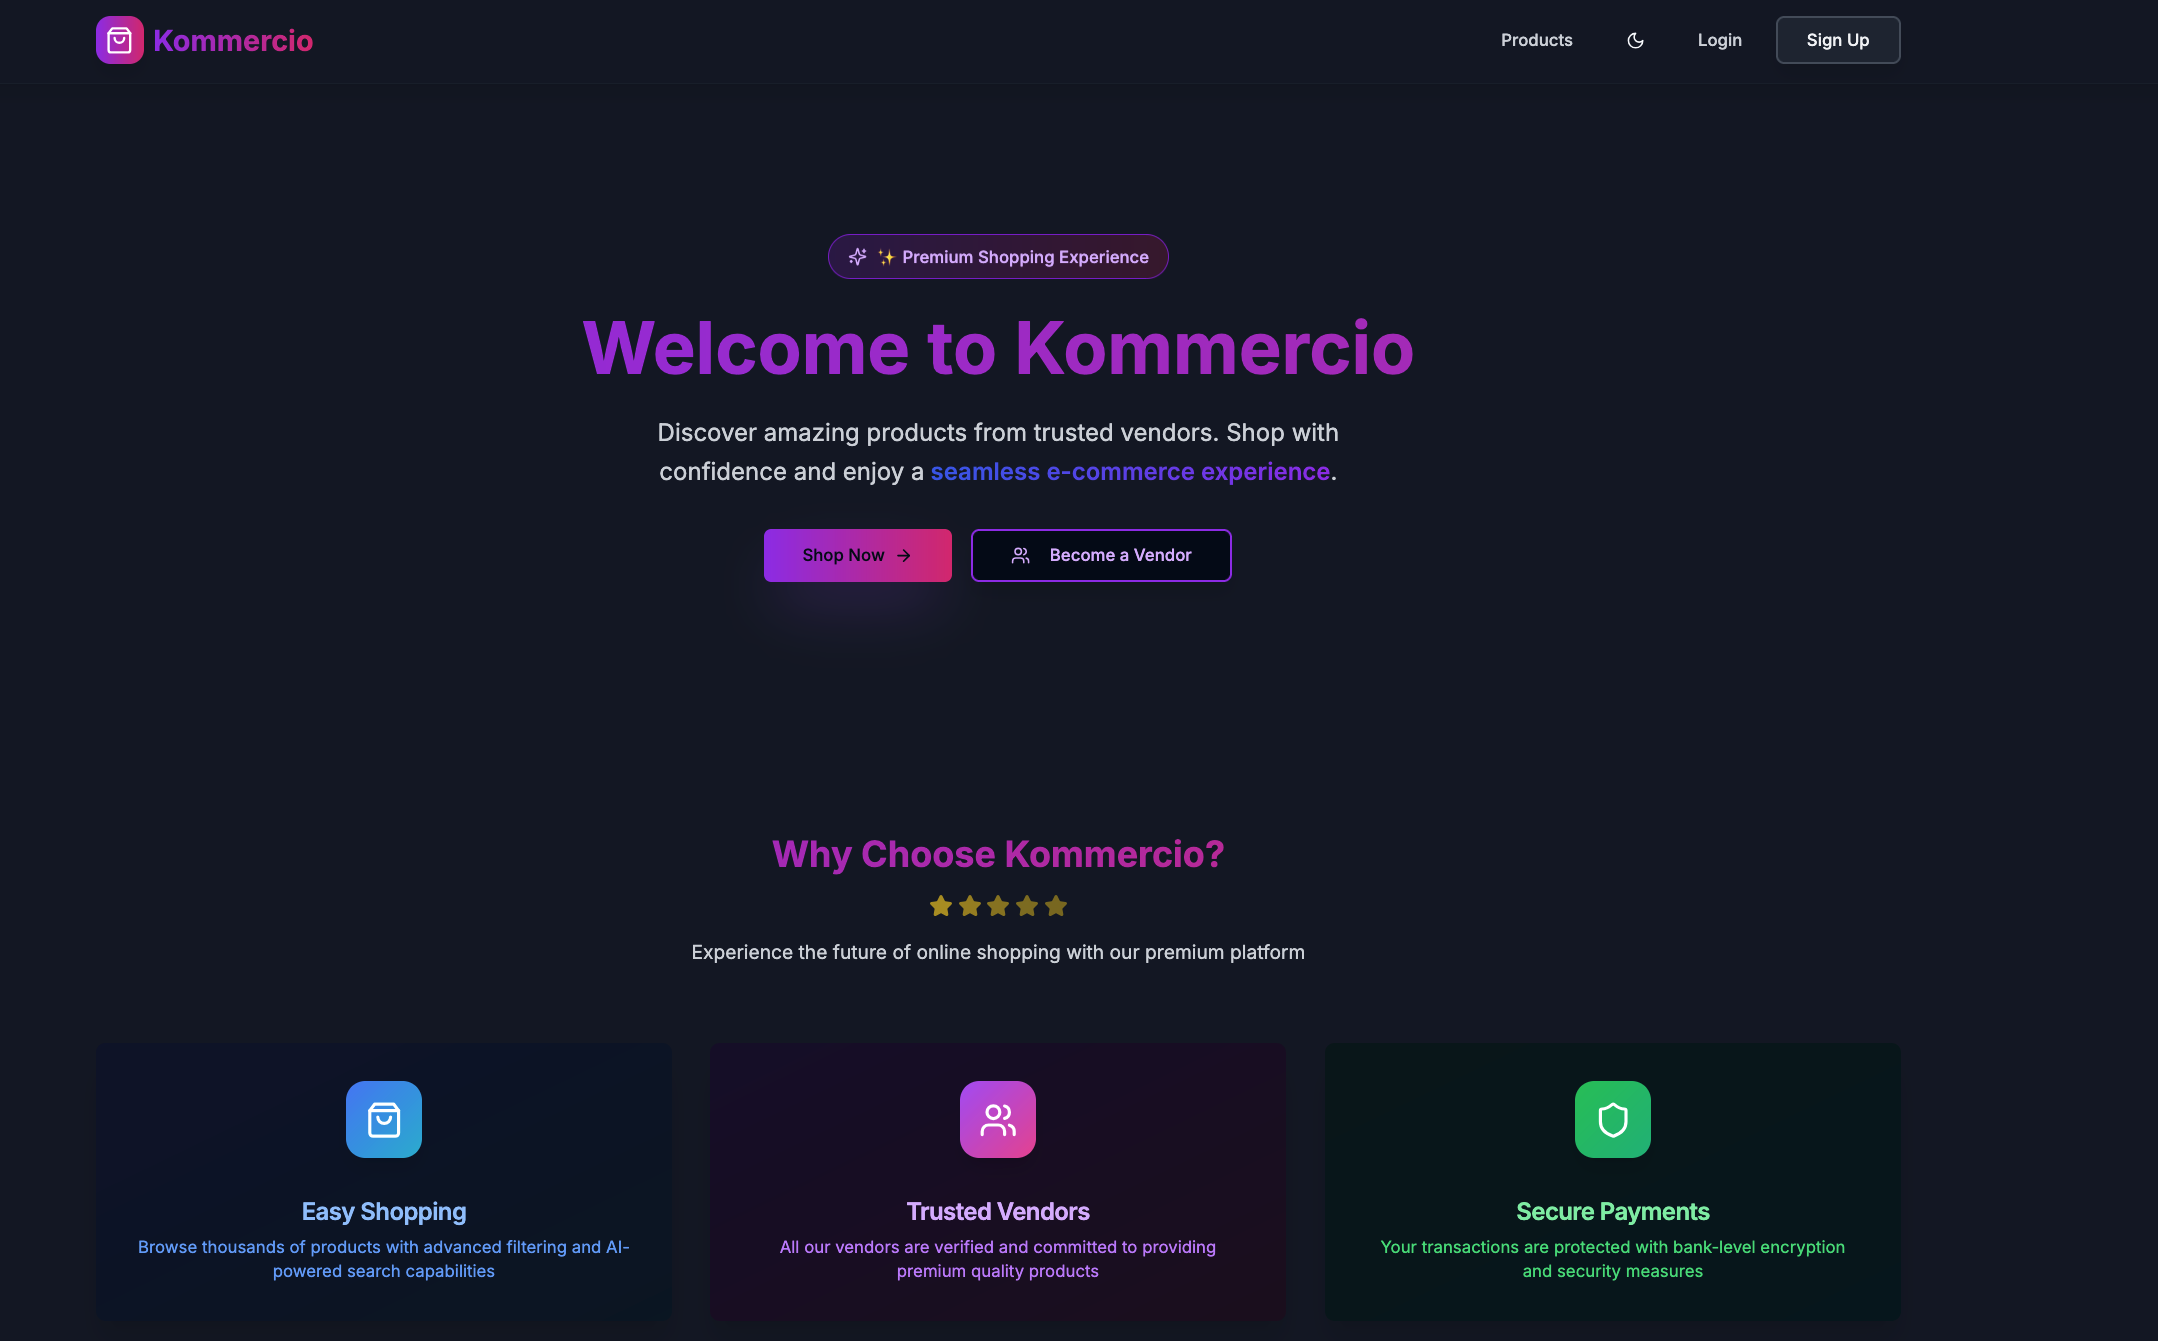 Kommercio
Products
Login
Sign Up
✨ Premium Shopping Experience
Welcome to Kommercio
Discover amazing products from trusted vendors. Shop with
confidence and enjoy a seamless e-commerce experience.
Shop Now
Become a Vendor
Why Choose Kommercio?
Experience the future of online shopping with our premium platform
Easy Shopping
Browse thousands of products with advanced filtering and AI-
powered search capabilities
Trusted Vendors
All our vendors are verified and committed to providing
premium quality products
Secure Payments
Your transactions are protected with bank-level encryption
and security measures